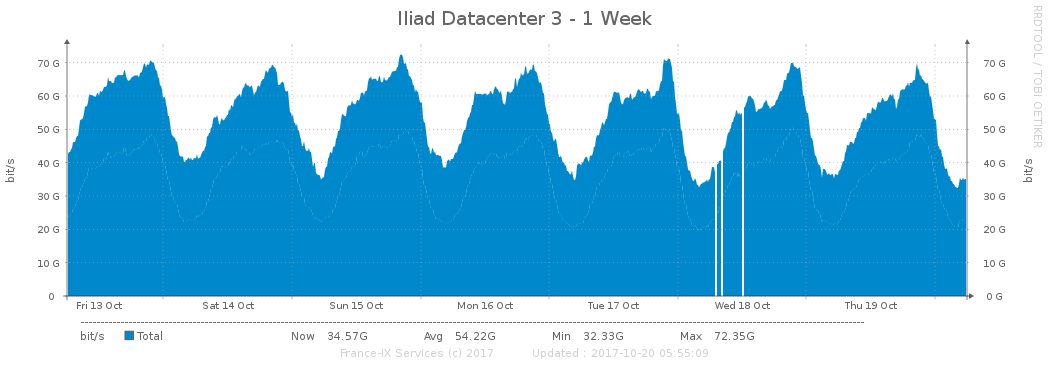 Iliad Datacenter 3 - 1 Week
RRDTOOL / TOBI OETIKER
bit/s
bit/s
70 G 70 G
60 G 60 G
50 G 50 G
40 G 40 G
30 G 30 G
20 G 20 G
10 G 10 G
0 0 G
Fri 13 Oct Sat 14 Oct Sun 15 Oct Mon 16 Oct Tue 17 Oct Wed 18 Oct Thu 19 Oct
bit/s Total Now 34.57G Avg 54.22G Min 32.33G Max 72.35G
France-IX Services (c) 2017 Updated : 2017-10-20 05:55:09